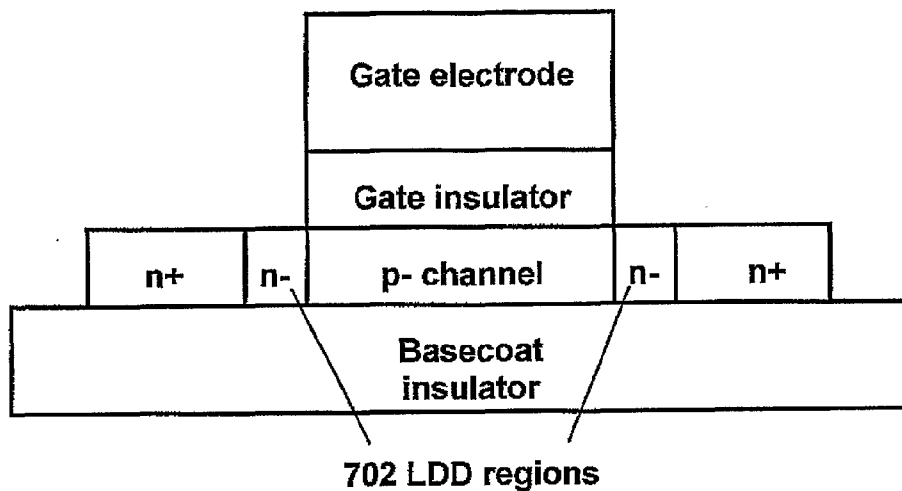 Gate electrode
Gate insulator
n+
n-
p- channel
n-
n+
Basecoat
insulator
702 LDD regions